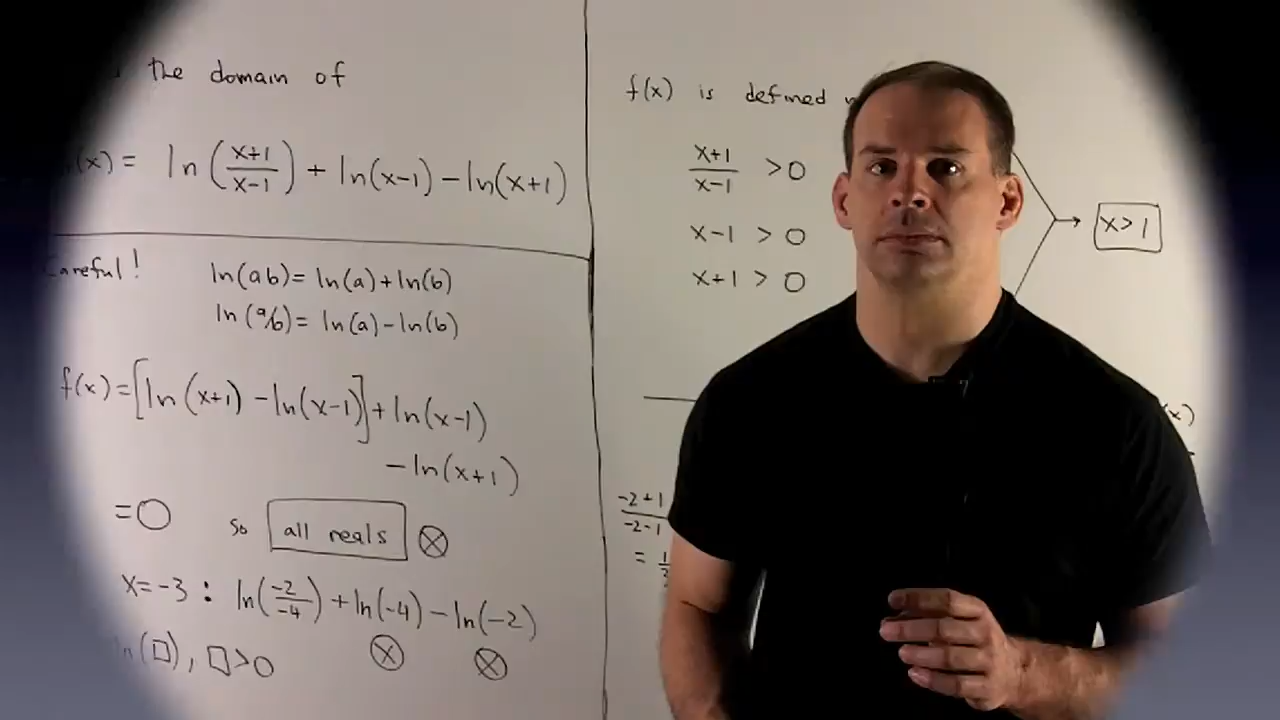 the domain of
(x) = ln(x+1/x-1) + ln(x-1) - ln(x+1)
careful!
ln(ab) = ln(a)+ln(b)
ln(a/b) = ln(a)-ln(b)
f(x) = [ln(x+1) - ln(x-1)] + ln(x-1)
- ln(x+1)
= 0 so all reals ⊗
x=-3 : ln(-2/-4) + ln(-4) - ln(-2)
⊗ ⊗
(□), □>0
f(x) is defined
x+1/x-1 > 0
x-1 > 0
x+1 > 0
→ x>1
(x)
-2+1/-2-1
=